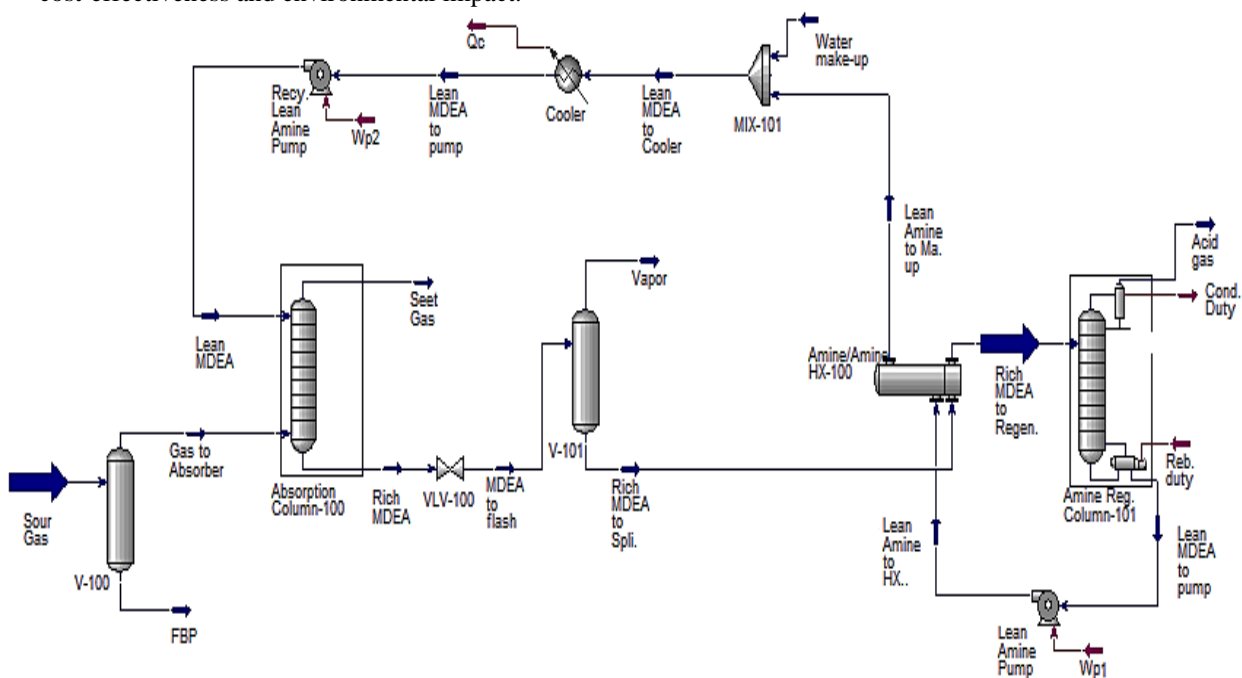 cost-effectiveness and environmental impact.
Qc
Water
make-up
Recy.
Lean
Amine
Pump
Wp2
Lean
MDEA
to
pump
Cooler
Lean
MDEA
to
Cooler
MIX-101
Lean
Amine
to Ma.
up
Acid
gas
Cond.
Duty
Seet
Gas
Vapor
Lean
MDEA
Amine/Amine
HX-100
Rich
MDEA
to
Regen.
Gas to
Absorber
V-101
Reb.
duty
Sour
Gas
V-100
Absorption
Column-100
Rich
MDEA
VLV-100
MDEA
to
flash
Rich
MDEA
to
Spli.
Amine Reg.
Column-101
Lean
Amine
to
HX..
Lean
MDEA
to
pump
FBP
Lean
Amine
Pump
Wp1